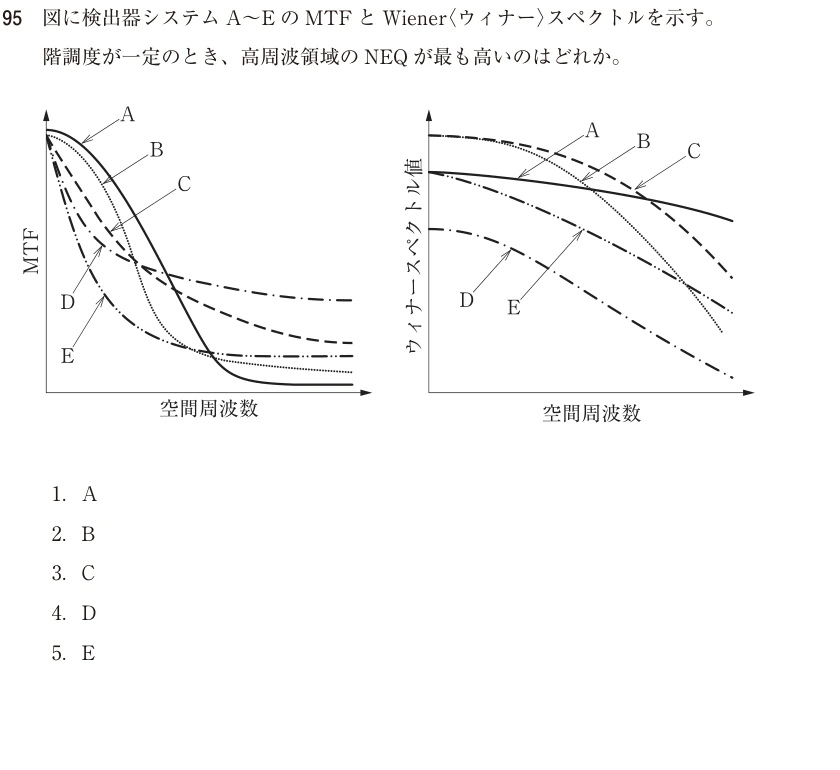 95 図に検出器システム A～E の MTF と Wiener〈ウィナー〉スペクトルを示す。
階調度が一定のとき、高周波領域の NEQ が最も高いのはどれか。
A
B
C
D
E
MTF
空間周波数
A
B
C
D
E
ウィナースペクトル値
空間周波数
1. A
2. B
3. C
4. D
5. E